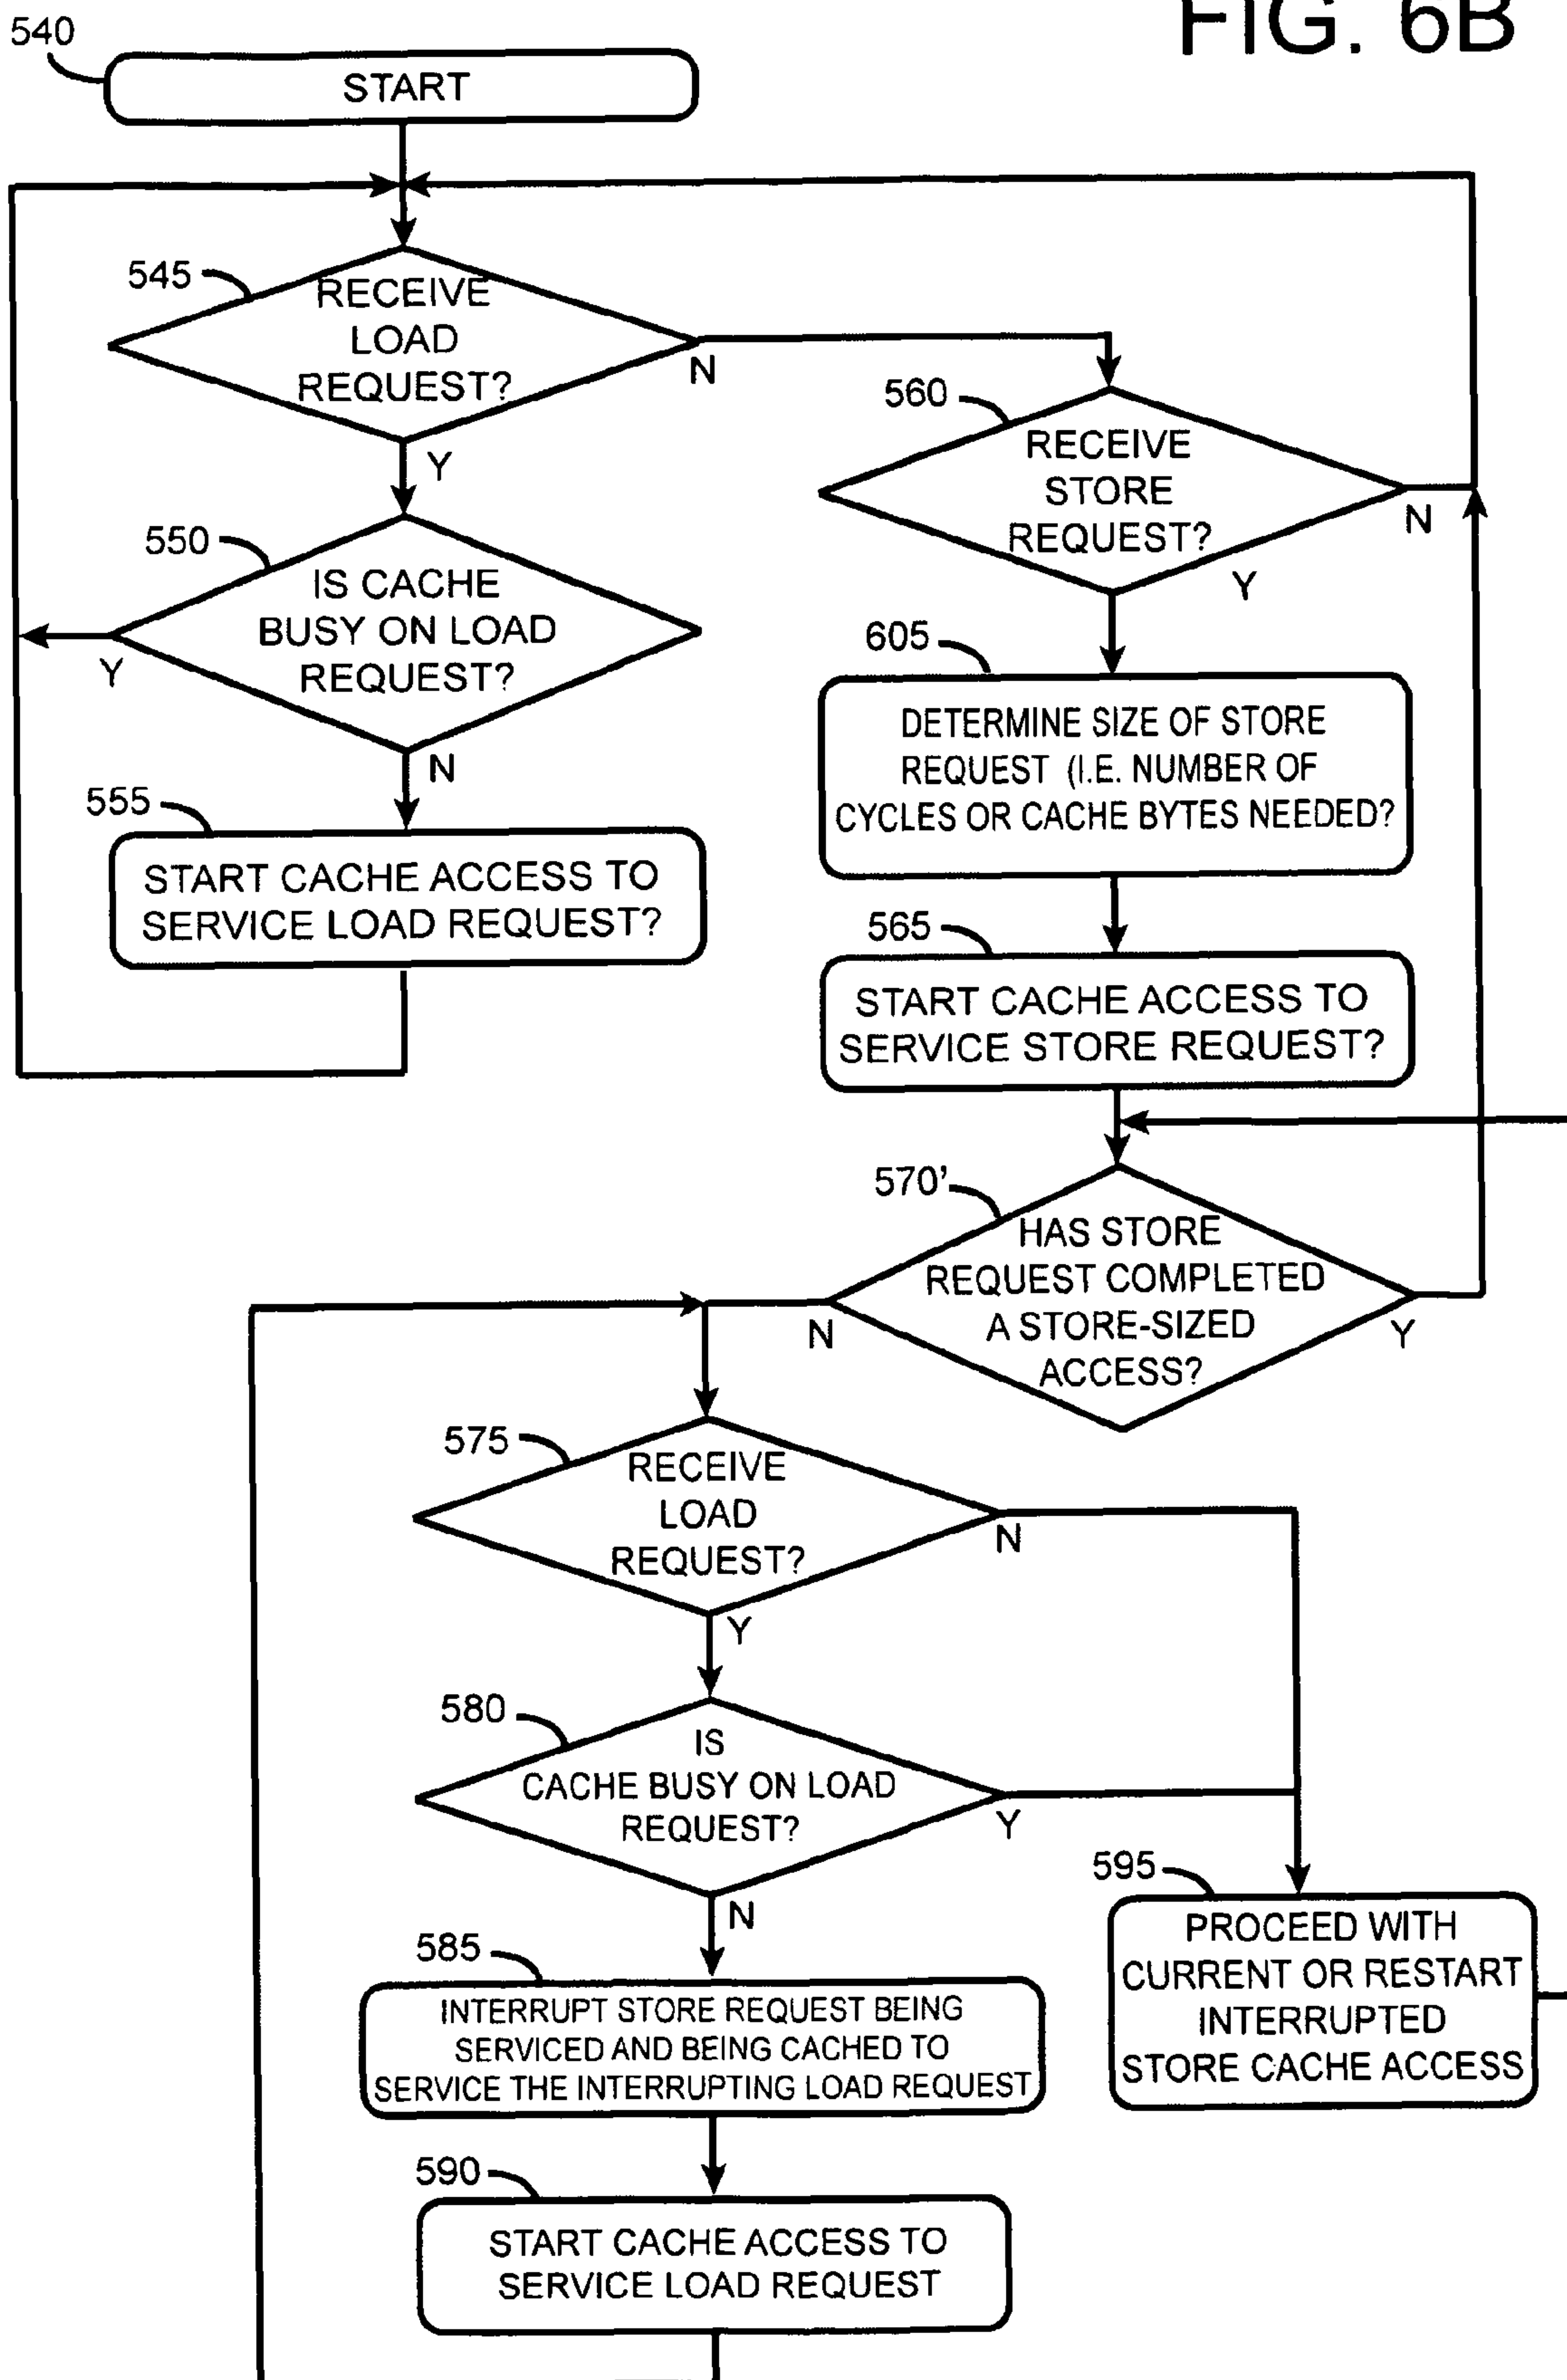 FIG. 6B
540
START
545
RECEIVE
LOAD
REQUEST?
N
Y
550
IS CACHE
BUSY ON LOAD
REQUEST?
Y
N
555
START CACHE ACCESS TO
SERVICE LOAD REQUEST?
560
RECEIVE
STORE
REQUEST?
N
Y
605
DETERMINE SIZE OF STORE
REQUEST (I.E. NUMBER OF
CYCLES OR CACHE BYTES NEEDED?
565
START CACHE ACCESS TO
SERVICE STORE REQUEST?
570'
HAS STORE
REQUEST COMPLETED
A STORE-SIZED
ACCESS?
N
Y
575
RECEIVE
LOAD
REQUEST?
N
Y
580
IS
CACHE BUSY ON LOAD
REQUEST?
Y
N
585
INTERRUPT STORE REQUEST BEING
SERVICED AND BEING CACHED TO
SERVICE THE INTERRUPTING LOAD REQUEST
590
START CACHE ACCESS TO
SERVICE LOAD REQUEST
595
PROCEED WITH
CURRENT OR RESTART
INTERRUPTED
STORE CACHE ACCESS